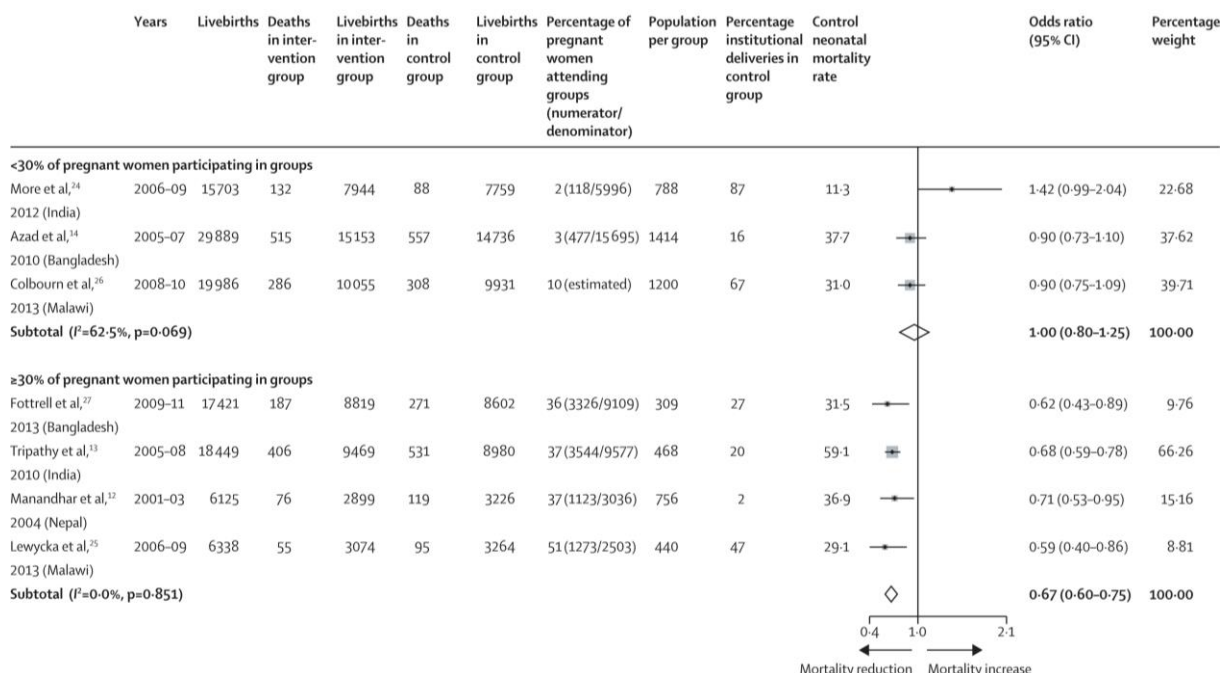 Years Livebirths Deaths Livebirths Deaths Livebirths Percentage of Population Percentage Control Odds ratio Percentage
in inter- in inter- in in pregnant per group institutional neonatal (95% CI) weight
vention vention control control women deliveries in mortality
group group group group attending control rate
groups group
(numerator/
denominator)
<30% of pregnant women participating in groups
More et al,²⁴ 2006–09 15703 132 7944 88 7759 2 (118/5996) 788 87 11·3 1·42 (0·99–2·04) 22·68
2012 (India)
Azad et al,¹⁴ 2005–07 29889 515 15153 557 14736 3 (477/15695) 1414 16 37·7 0·90 (0·73–1·10) 37·62
2010 (Bangladesh)
Colbourn et al,²⁶ 2008–10 19986 286 10055 308 9931 10 (estimated) 1200 67 31·0 0·90 (0·75–1·09) 39·71
2013 (Malawi)
Subtotal (I²=62·5%, p=0·069) 1·00 (0·80–1·25) 100·00
≥30% of pregnant women participating in groups
Fottrell et al,²⁷ 2009–11 17421 187 8819 271 8602 36 (3326/9109) 309 27 31·5 0·62 (0·43–0·89) 9·76
2013 (Bangladesh)
Tripathy et al,¹³ 2005–08 18449 406 9469 531 8980 37 (3544/9577) 468 20 59·1 0·68 (0·59–0·78) 66·26
2010 (India)
Manandhar et al,¹² 2001–03 6125 76 2899 119 3226 37 (1123/3036) 756 2 36·9 0·71 (0·53–0·95) 15·16
2004 (Nepal)
Lewycka et al,²⁵ 2006–09 6338 55 3074 95 3264 51 (1273/2503) 440 47 29·1 0·59 (0·40–0·86) 8·81
2013 (Malawi)
Subtotal (I²=0·0%, p=0·851) 0·67 (0·60–0·75) 100·00
0·4 1·0 2·1
Mortality reduction Mortality increase